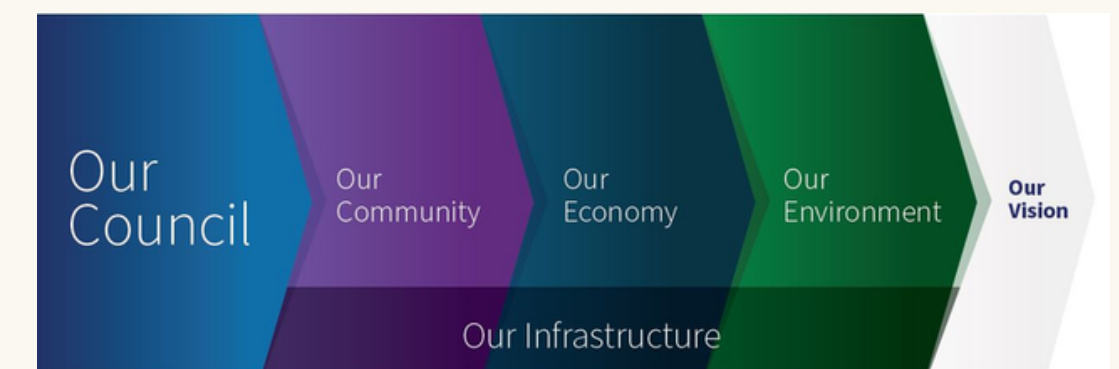 Our
Council
Our
Community
Our
Economy
Our
Environment
Our
Vision
Our Infrastructure